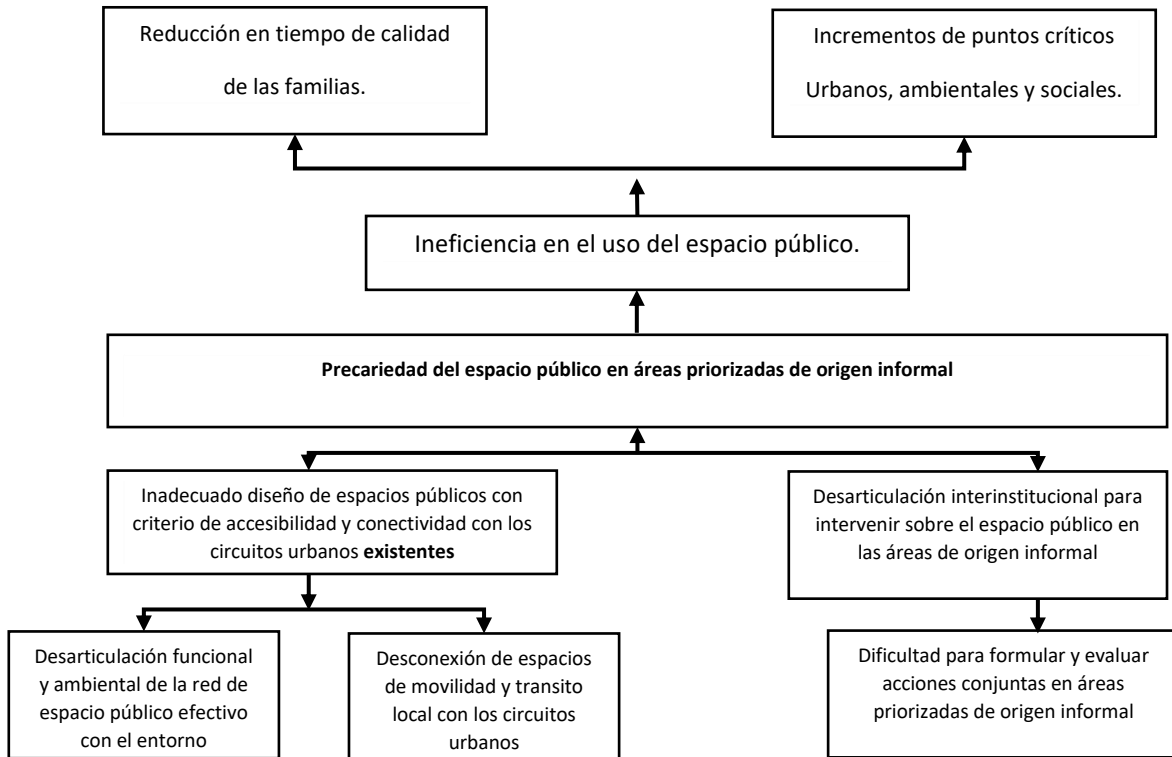 Reducción en tiempo de calidad
de las familias.
Incrementos de puntos críticos
Urbanos, ambientales y sociales.
Ineficiencia en el uso del espacio público.
Precariedad del espacio público en áreas priorizadas de origen informal
Inadecuado diseño de espacios públicos con
criterio de accesibilidad y conectividad con los
circuitos urbanos existentes
Desarticulación interinstitucional para
intervenir sobre el espacio público en
las áreas de origen informal
Desarticulación funcional
y ambiental de la red de
espacio público efectivo
con el entorno
Desconexión de espacios
de movilidad y transito
local con los circuitos
urbanos
Dificultad para formular y evaluar
acciones conjuntas en áreas
priorizadas de origen informal